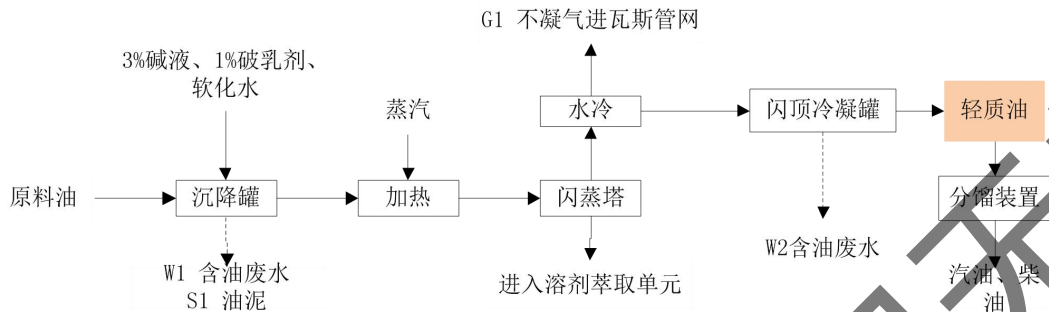 G1 不凝气进瓦斯管网
3%碱液、1%破乳剂、
软化水
蒸汽
水冷
闪顶冷凝罐
轻质油
原料油
沉降罐
加热
闪蒸塔
分馏装置
W1 含油废水
S1 油泥
进入溶剂萃取单元
W2含油废水
汽油、柴
油